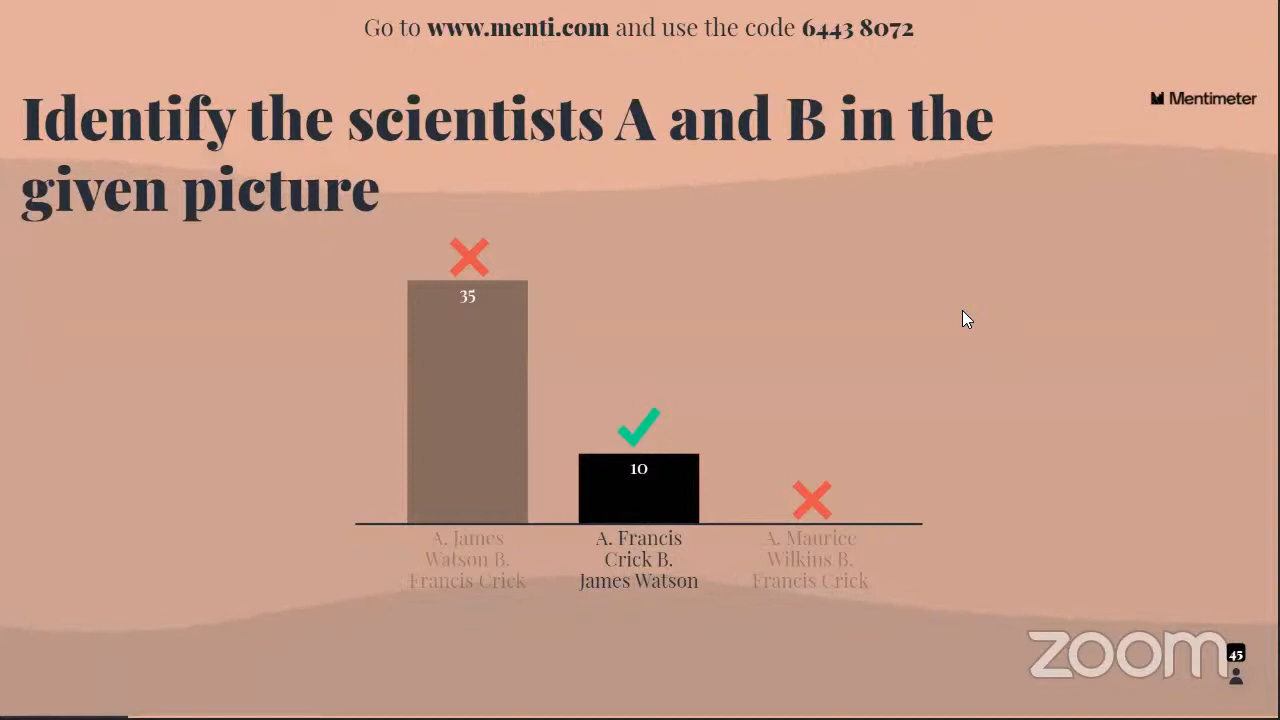 Go to www.menti.com and use the code 6443 8072
Mentimeter
Identify the scientists A and B in the
given picture
35
10
A. James
Watson B.
Francis Crick
A. Francis
Crick B.
James Watson
A. Maurice
Wilkins B.
Francis Crick
zoom
45